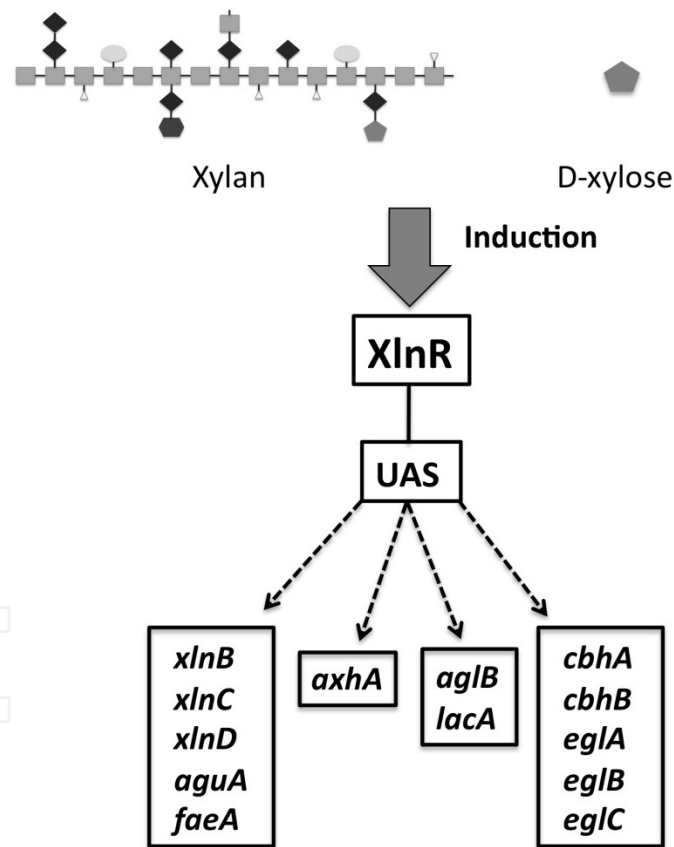 Xylan
D-xylose
Induction
XlnR
UAS
xlnB
xlnC
xlnD
aguA
faeA
axhA
aglB
lacA
cbhA
cbhB
eglA
eglB
eglC